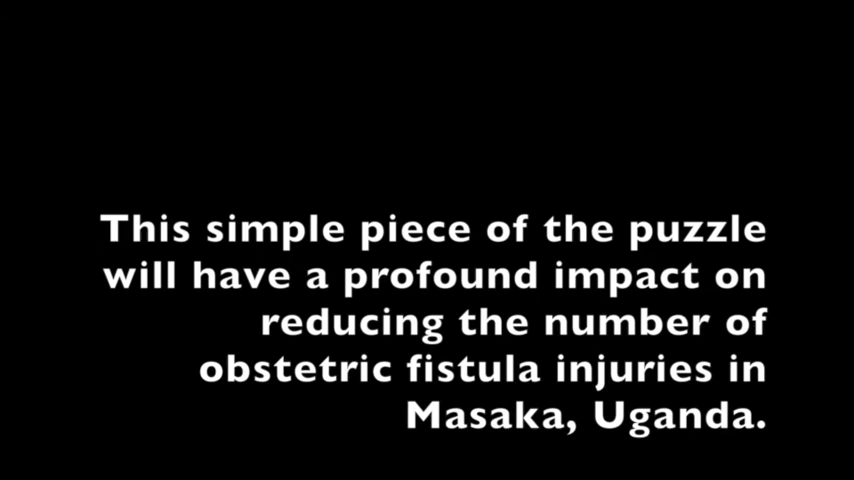 This simple piece of the puzzle
will have a profound impact on
reducing the number of
obstetric fistula injuries in
Masaka, Uganda.